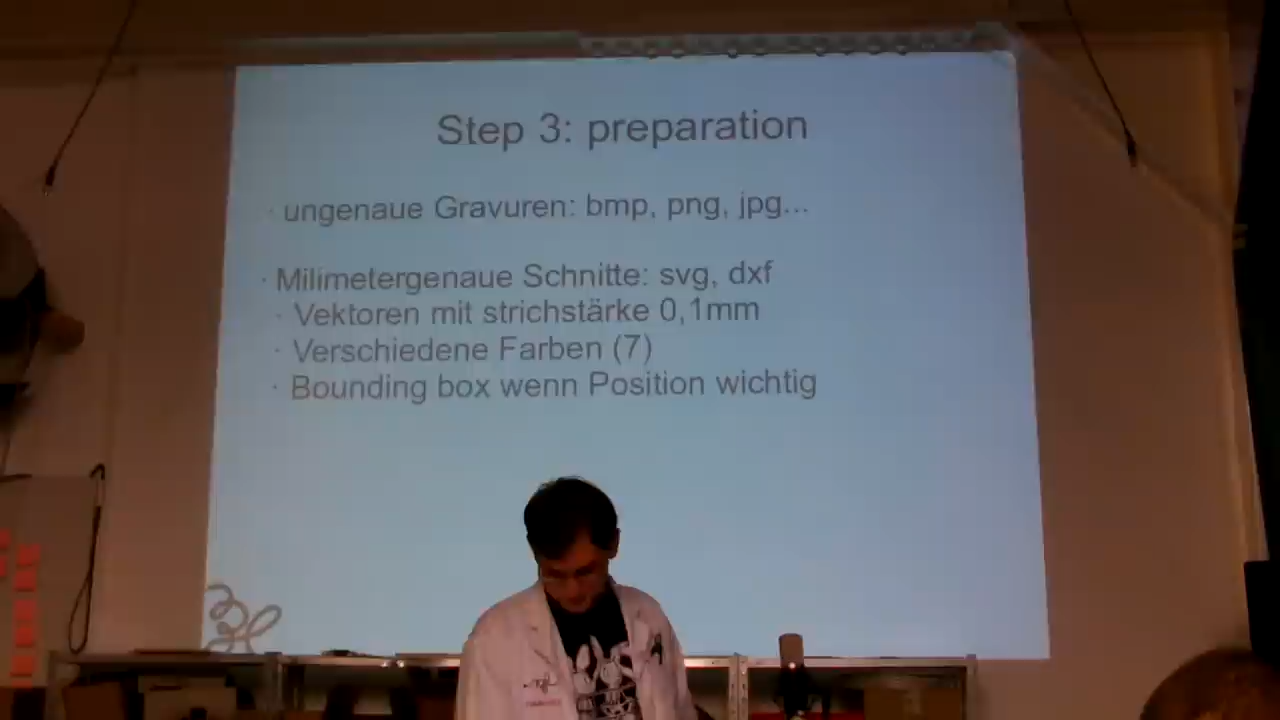 Step 3: preparation
· ungenaue Gravuren: bmp, png, jpg...
· Milimetergenaue Schnitte: svg, dxf
· Vektoren mit strichstärke 0,1mm
· Verschiedene Farben (7)
· Bounding box wenn Position wichtig